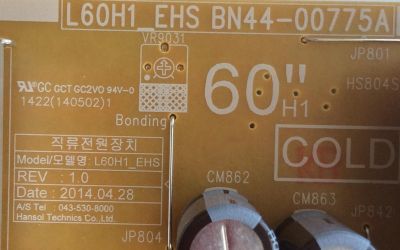 L60H1_EHS BN44-00775A
VR9031
JP801
GC GCT GC2V0 94V-0
1422(140502)1
60"
H1
HS804S
Bonding
직류전원장치
Model/모델명: L60H1_EHS
REV : 1.0
Date : 2014.04.28
A/S Tel : 043-530-8000
Hansol Technics Co., Ltd.
COLD
CM862
CM863
JP842
JP804